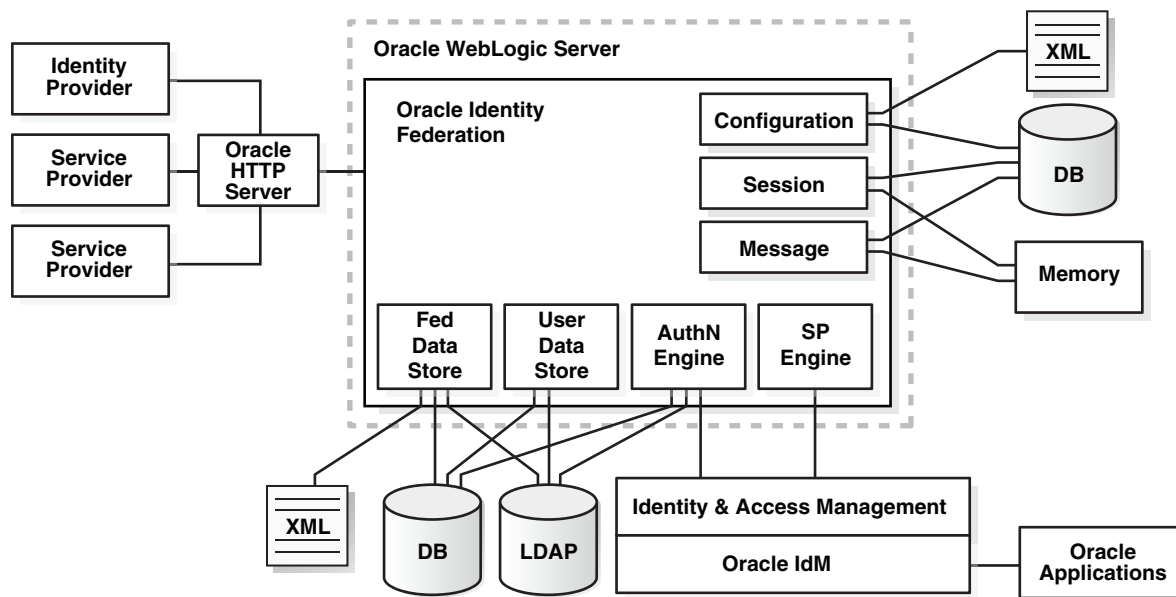 Identity
Provider
Service
Provider
Service
Provider
Oracle
HTTP
Server
Oracle WebLogic Server
Oracle Identity
Federation
Configuration
Session
Message
XML
DB
Memory
Fed
Data
Store
User
Data
Store
AuthN
Engine
SP
Engine
XML
DB
LDAP
Identity & Access Management
Oracle IdM
Oracle
Applications